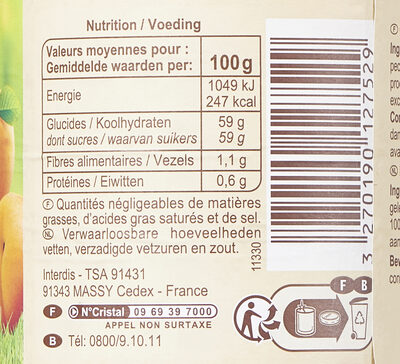 Nutrition / Voeding
Valeurs moyennes pour :
Gemiddelde waarden per: 100g
Energie 1049 kJ
247 kcal
Glucides / Koolhydraten 59 g
dont sucres / waarvan suikers 59 g
Fibres alimentaires / Vezels 1,1 g
Protéines / Eiwitten 0,6 g
F Quantités négligeables de matières
grasses, d'acides gras saturés et de sel.
NL Verwaarloosbare hoeveelheden
vetten, verzadigde vetzuren en zout.
Interdis - TSA 91431
91343 MASSY Cedex - France
F N°Cristal 09 69 39 7000
APPEL NON SURTAXE
B Tél: 0800/9.10.11
11330
3 270190 127529
F B